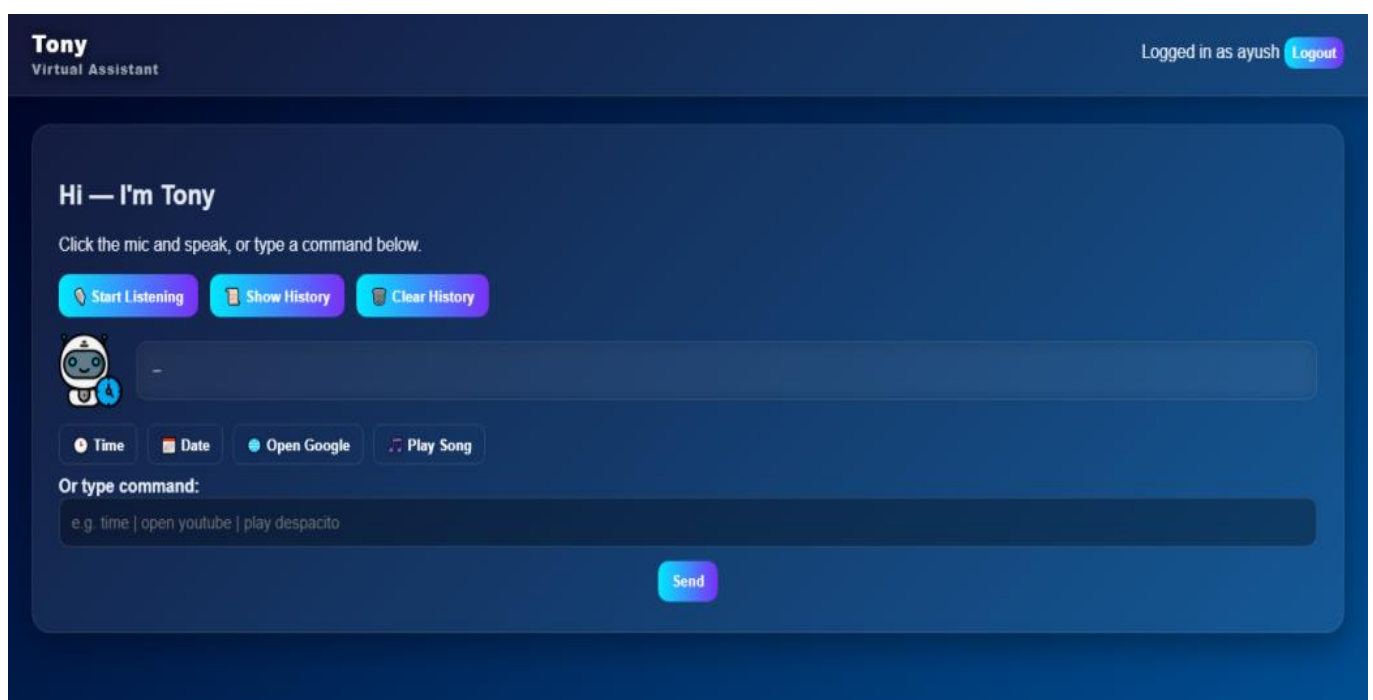 Tony
Virtual Assistant
Logged in as ayush Logout
Hi — I'm Tony
Click the mic and speak, or type a command below.
Start Listening Show History Clear History
–
Time Date Open Google Play Song
Or type command:
e.g. time | open youtube | play despacito
Send